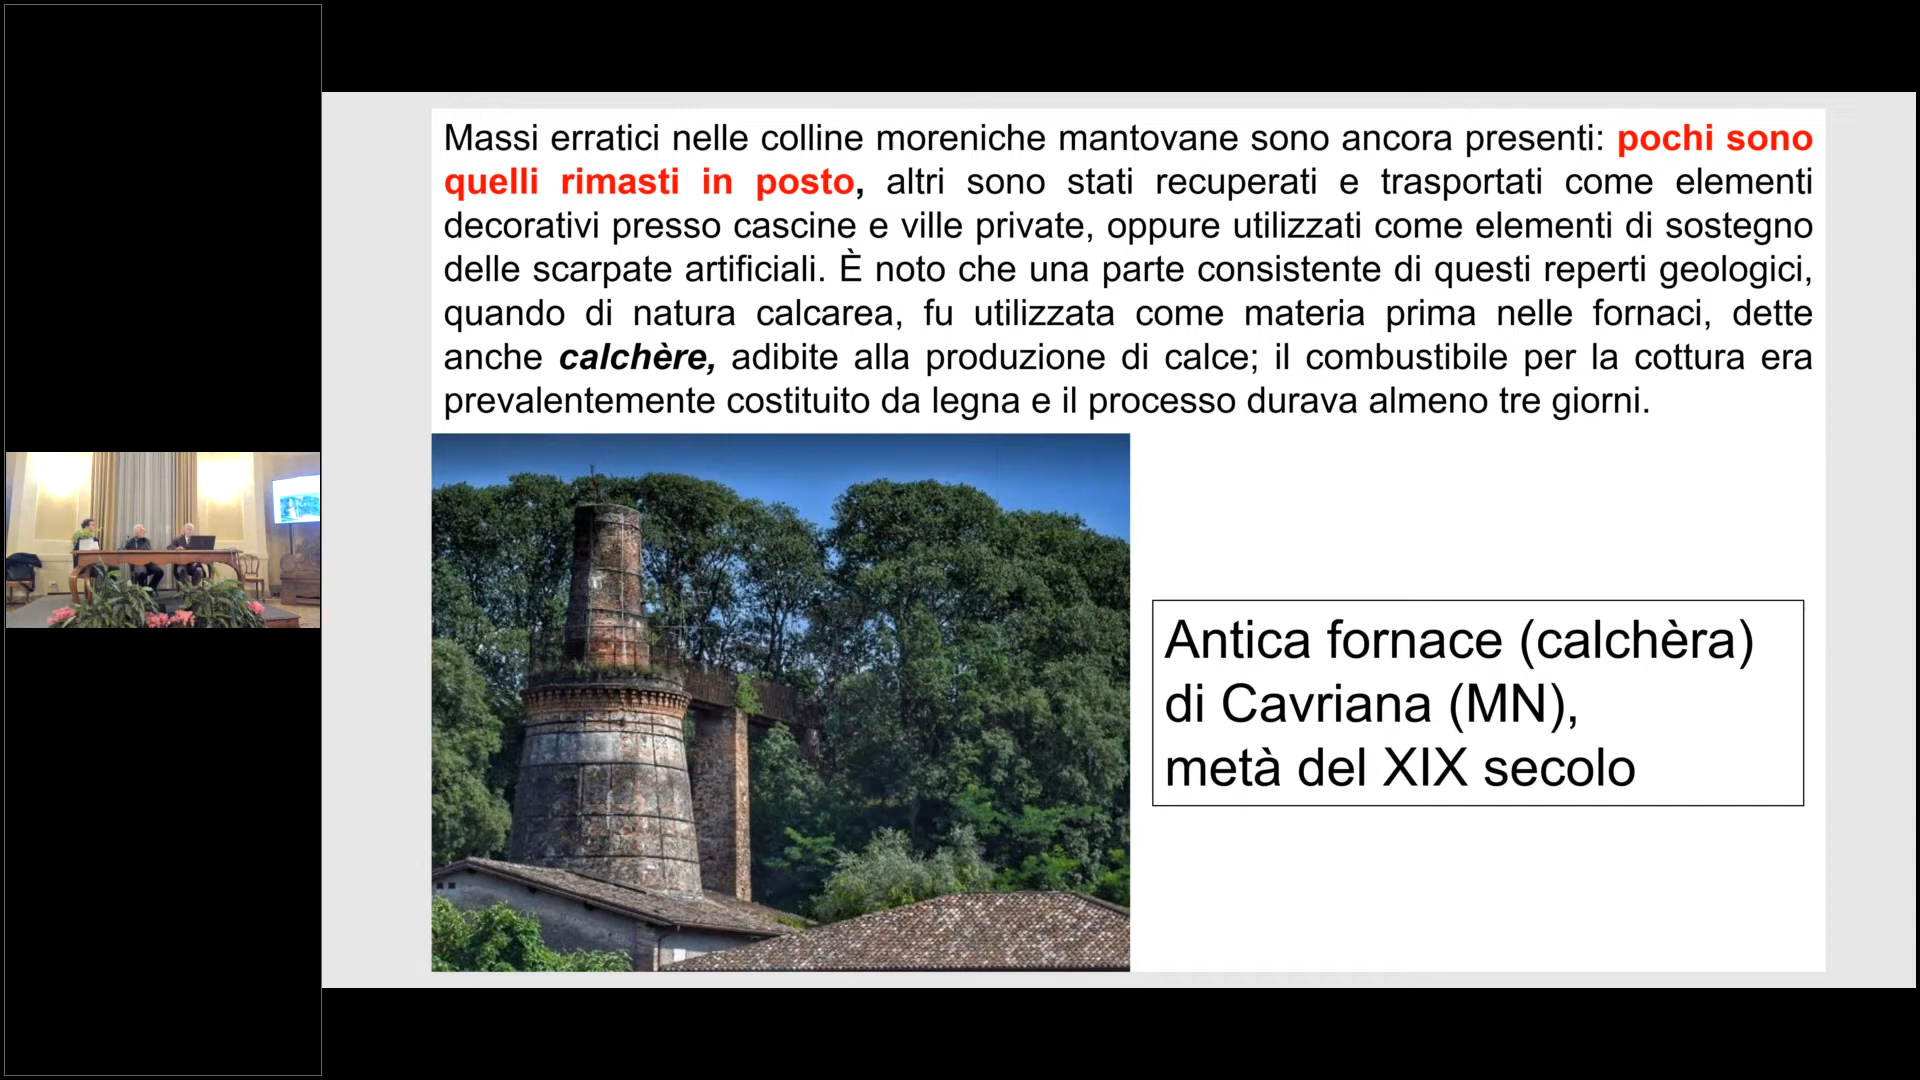 Massi erratici nelle colline moreniche mantovane sono ancora presenti: pochi sono
quelli rimasti in posto, altri sono stati recuperati e trasportati come elementi
decorativi presso cascine e ville private, oppure utilizzati come elementi di sostegno
delle scarpate artificiali. È noto che una parte consistente di questi reperti geologici,
quando di natura calcarea, fu utilizzata come materia prima nelle fornaci, dette
anche calchère, adibite alla produzione di calce; il combustibile per la cottura era
prevalentemente costituito da legna e il processo durava almeno tre giorni.
Antica fornace (calchèra)
di Cavriana (MN),
metà del XIX secolo